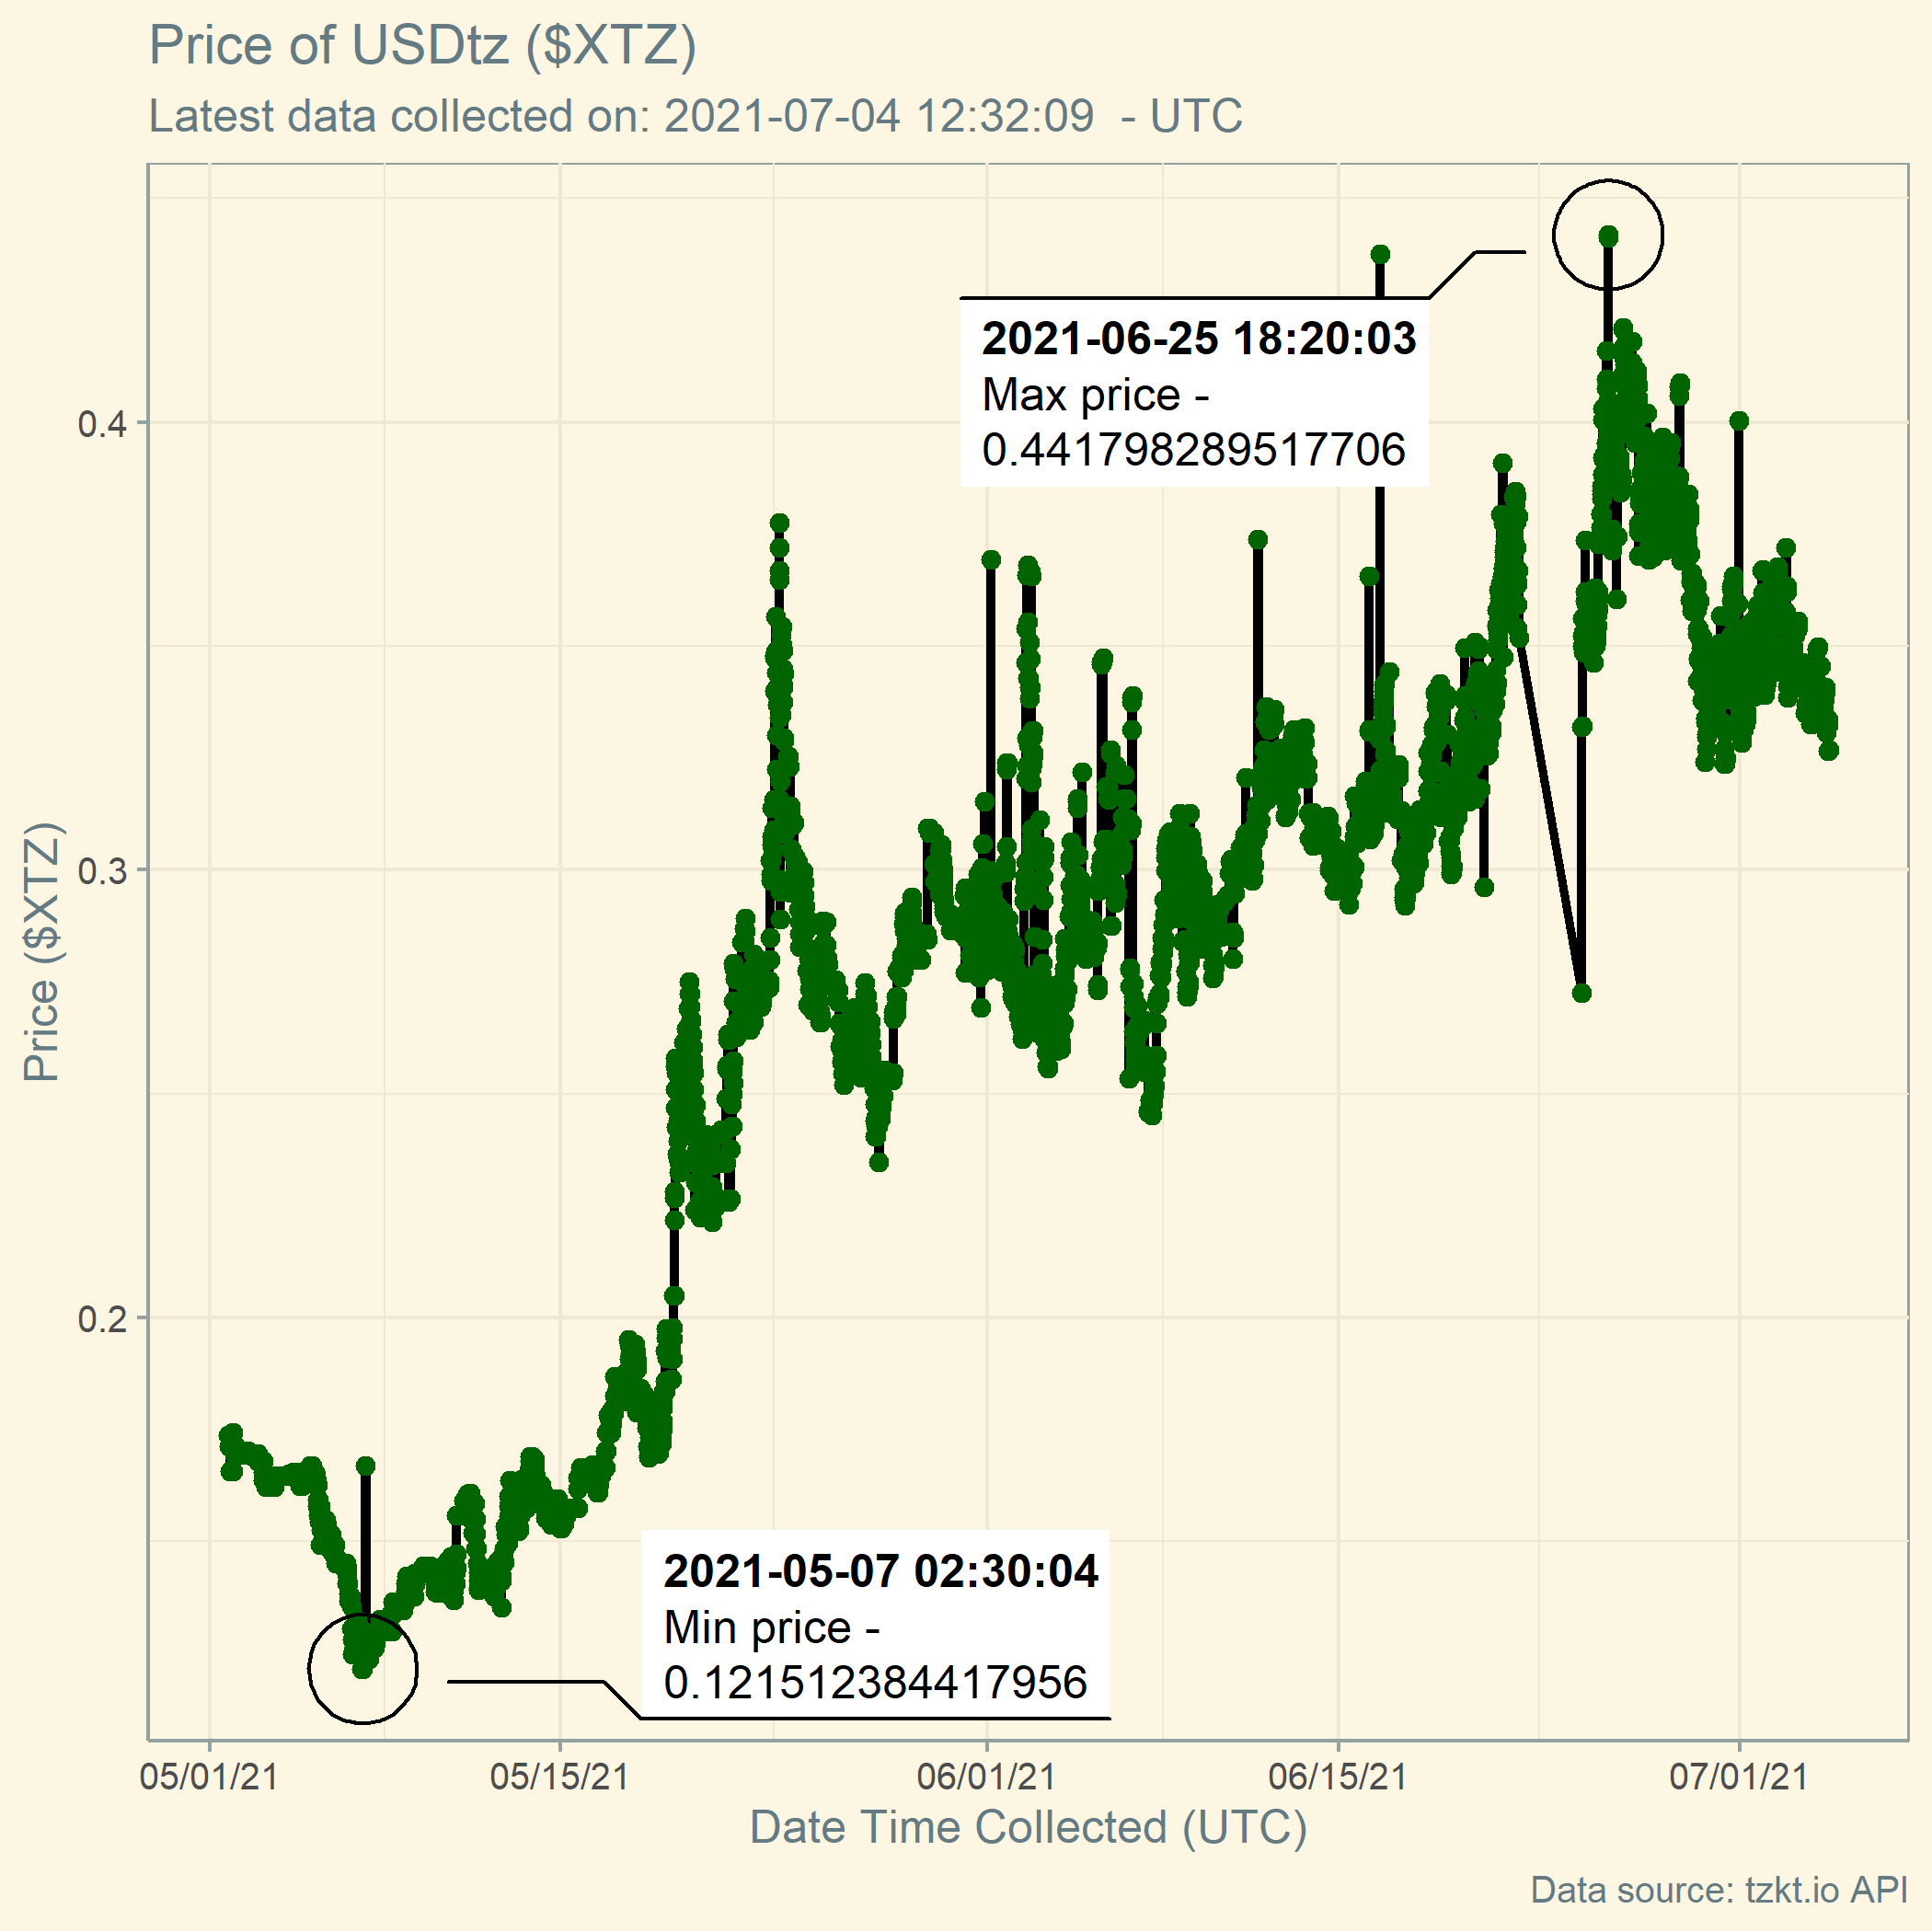 Price of USDtz ($XTZ)
Latest data collected on: 2021-07-04 12:32:09  - UTC
Price ($XTZ)
0.4
0.3
0.2
2021-06-25 18:20:03
Max price -
0.441798289517706
2021-05-07 02:30:04
Min price -
0.121512384417956
05/01/21
05/15/21
06/01/21
06/15/21
07/01/21
Date Time Collected (UTC)
Data source: tzkt.io API